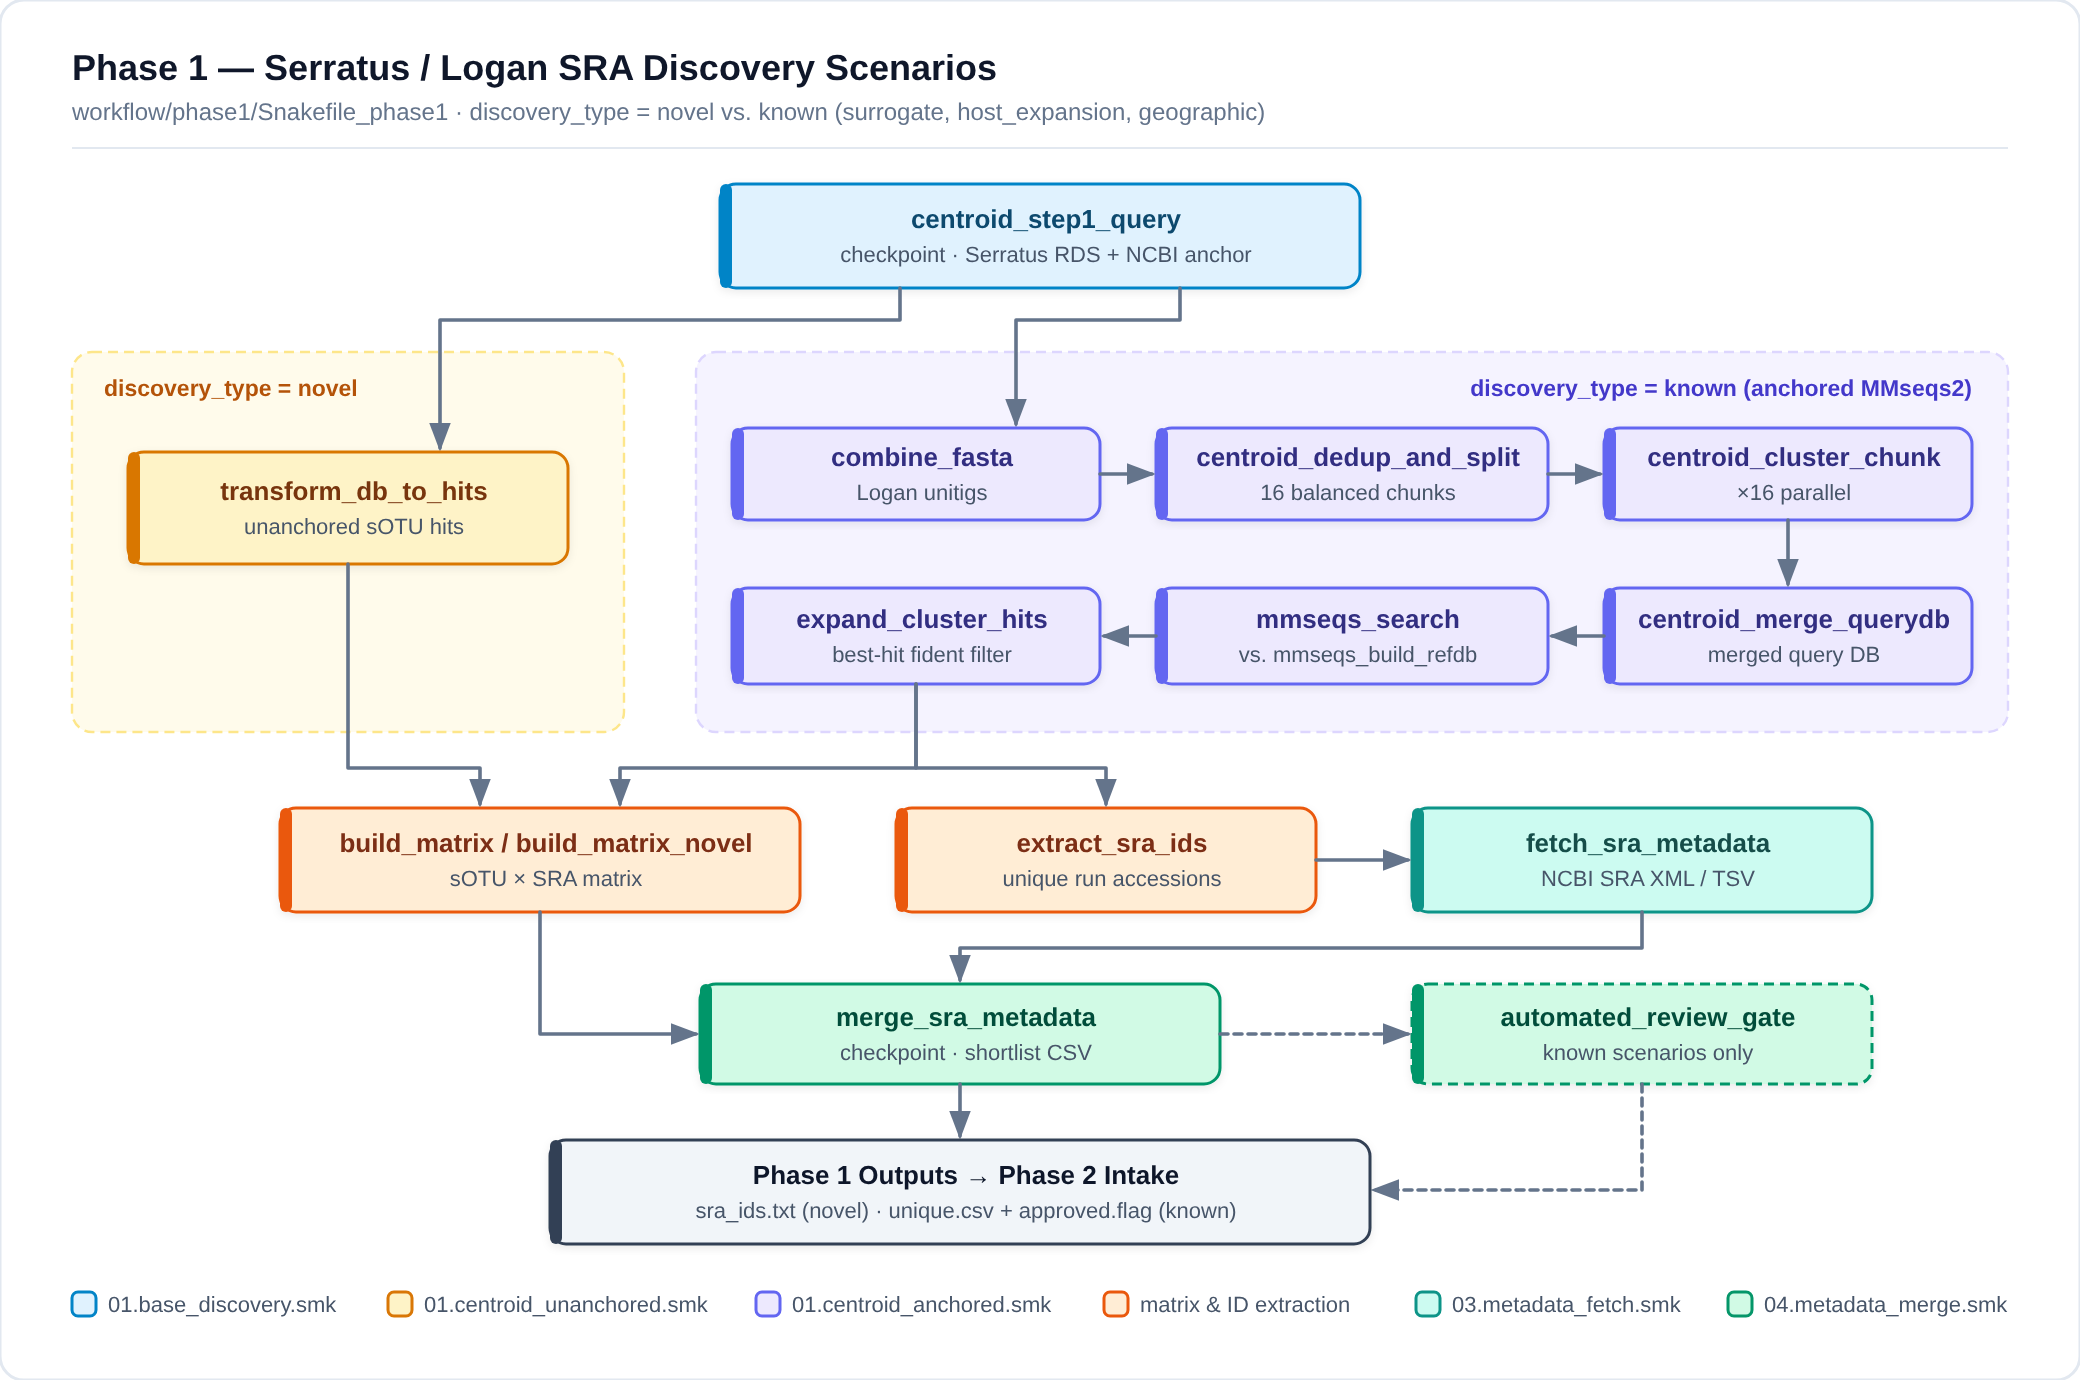 Phase 1 — Serratus / Logan SRA Discovery Scenarios
workflow/phase1/Snakefile_phase1 · discovery_type = novel vs. known (surrogate, host_expansion, geographic)
centroid_step1_query
checkpoint · Serratus RDS + NCBI anchor
discovery_type = novel
discovery_type = known (anchored MMseqs2)
transform_db_to_hits
unanchored sOTU hits
combine_fasta
Logan unitigs
centroid_dedup_and_split
16 balanced chunks
centroid_cluster_chunk
×16 parallel
expand_cluster_hits
best-hit fident filter
mmseqs_search
vs. mmseqs_build_refdb
centroid_merge_querydb
merged query DB
build_matrix / build_matrix_novel
sOTU × SRA matrix
extract_sra_ids
unique run accessions
fetch_sra_metadata
NCBI SRA XML / TSV
merge_sra_metadata
checkpoint · shortlist CSV
automated_review_gate
known scenarios only
Phase 1 Outputs → Phase 2 Intake
sra_ids.txt (novel) · unique.csv + approved.flag (known)
01.base_discovery.smk
01.centroid_unanchored.smk
01.centroid_anchored.smk
matrix & ID extraction
03.metadata_fetch.smk
04.metadata_merge.smk